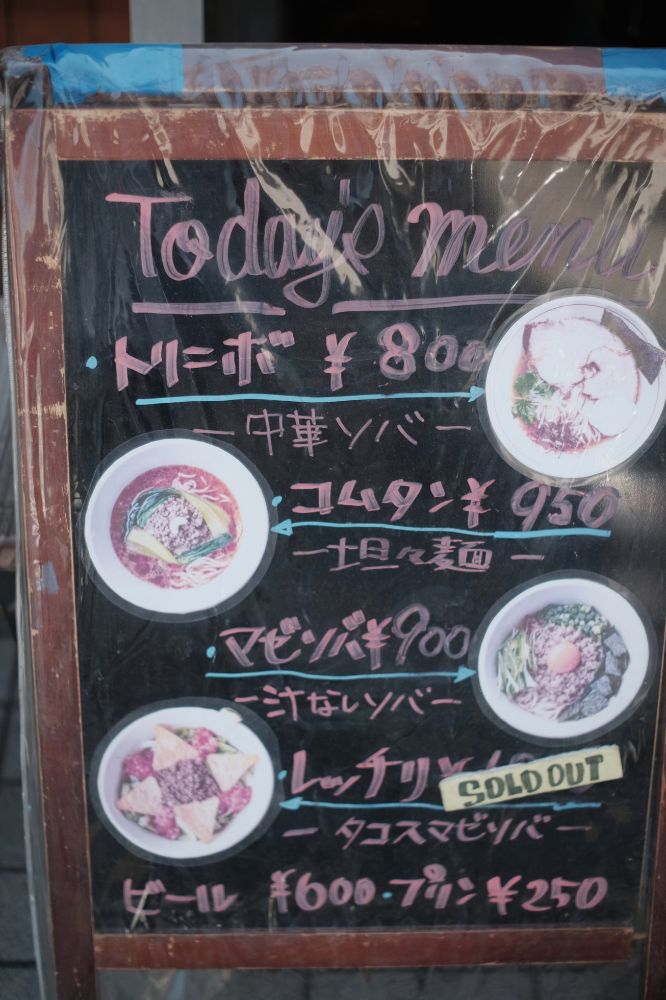 Today's menu
トリニボ ¥800
ー中華ソバー
コムタン ¥950
ー坦々麺ー
マゼソバ ¥900
ー汁なしソバー
レッチリ ¥
SOLD OUT
ータコスマゼソバー
ビール ¥600・プリン ¥250